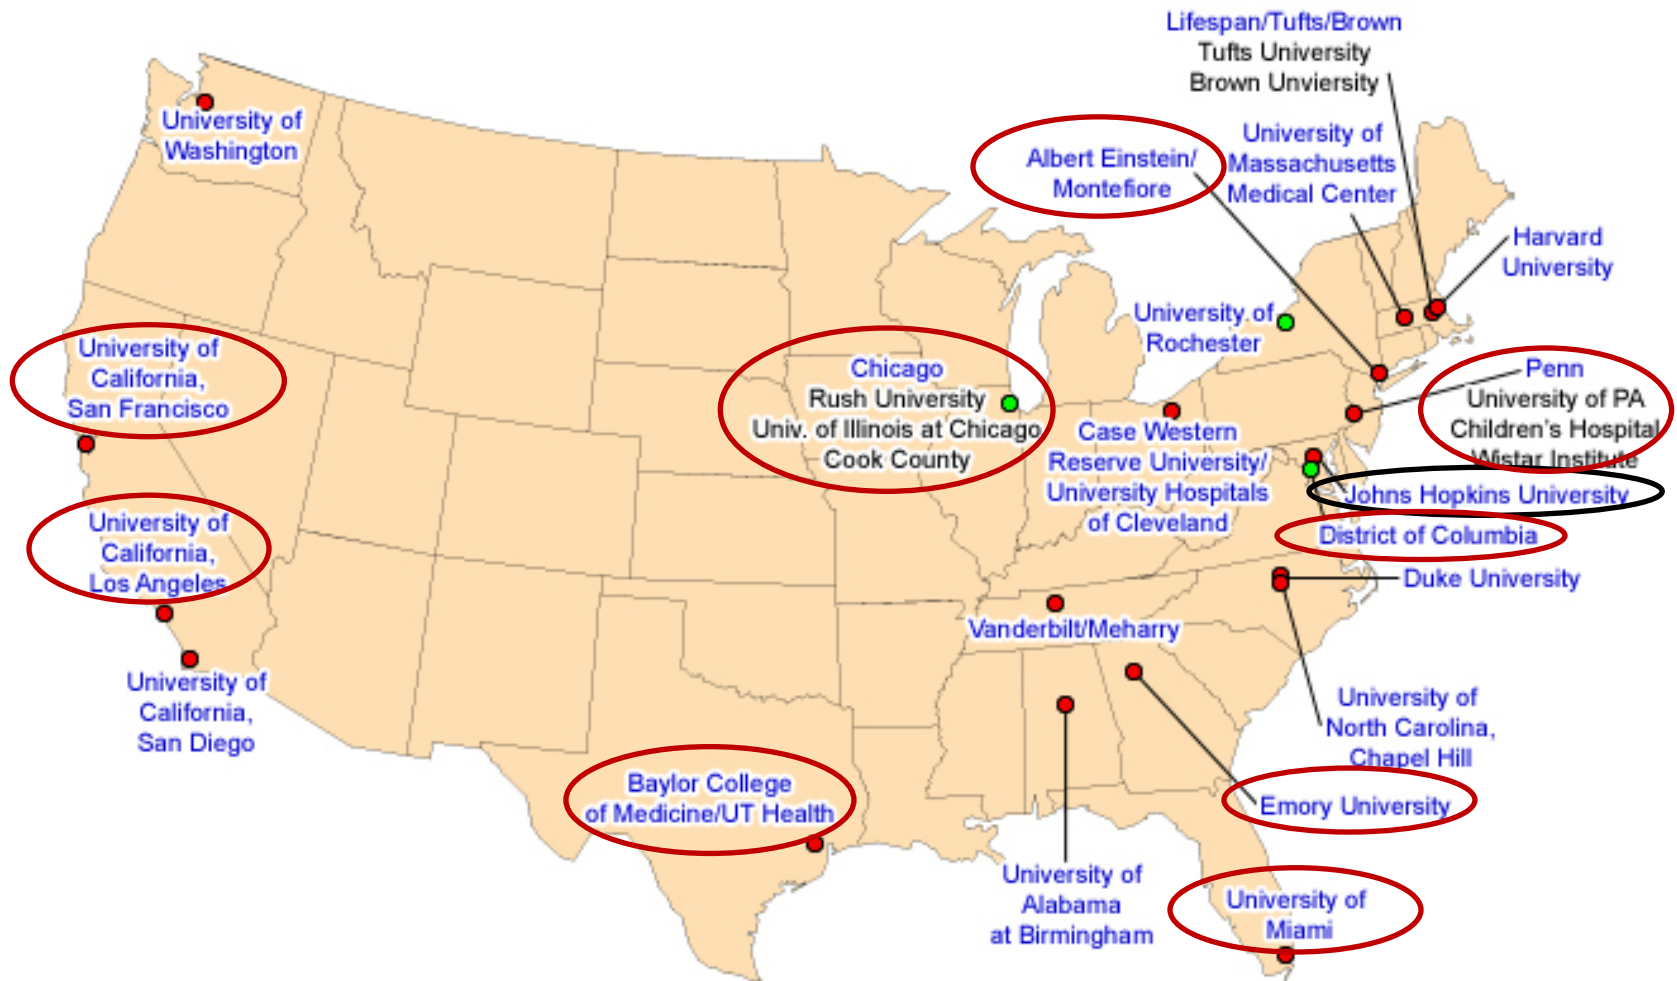 Lifespan/Tufts/Brown
Tufts University
Brown Unviersity
University of
Washington
Albert Einstein/
Montefiore
University of
Massachusetts
Medical Center
Harvard
University
University of
Rochester
University of
California,
San Francisco
Chicago
Rush University
Univ. of Illinois at Chicago
Cook County
Penn
University of PA
Children's Hospital
Wistar Institute
Case Western
Reserve University/
University Hospitals
of Cleveland
Johns Hopkins University
District of Columbia
University of
California,
Los Angeles
Duke University
Vanderbilt/Meharry
University of
California,
San Diego
University of
North Carolina,
Chapel Hill
Baylor College
of Medicine/UT Health
Emory University
University of
Alabama
at Birmingham
University of
Miami